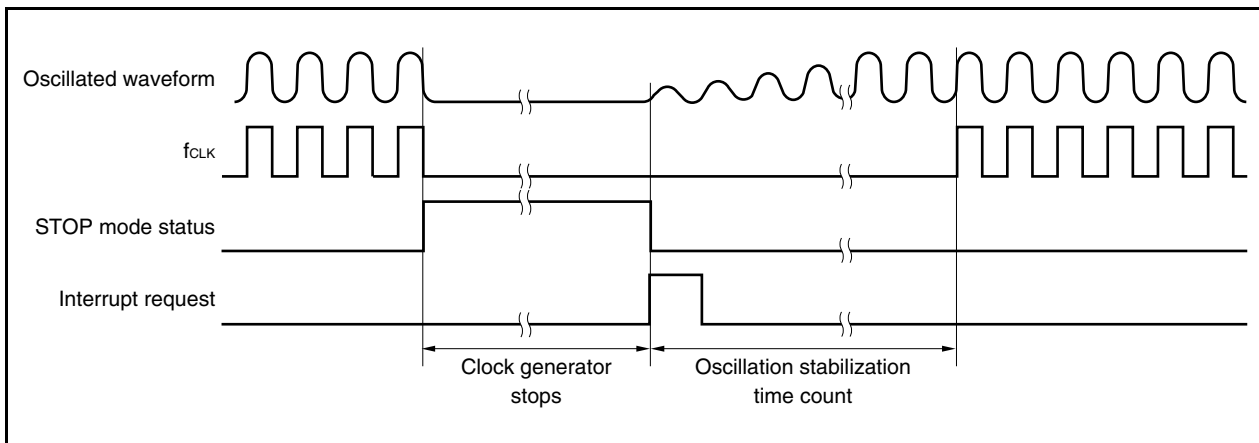 Oscillated waveform
fCLK
STOP mode status
Interrupt request
Clock generator
stops
Oscillation stabilization
time count